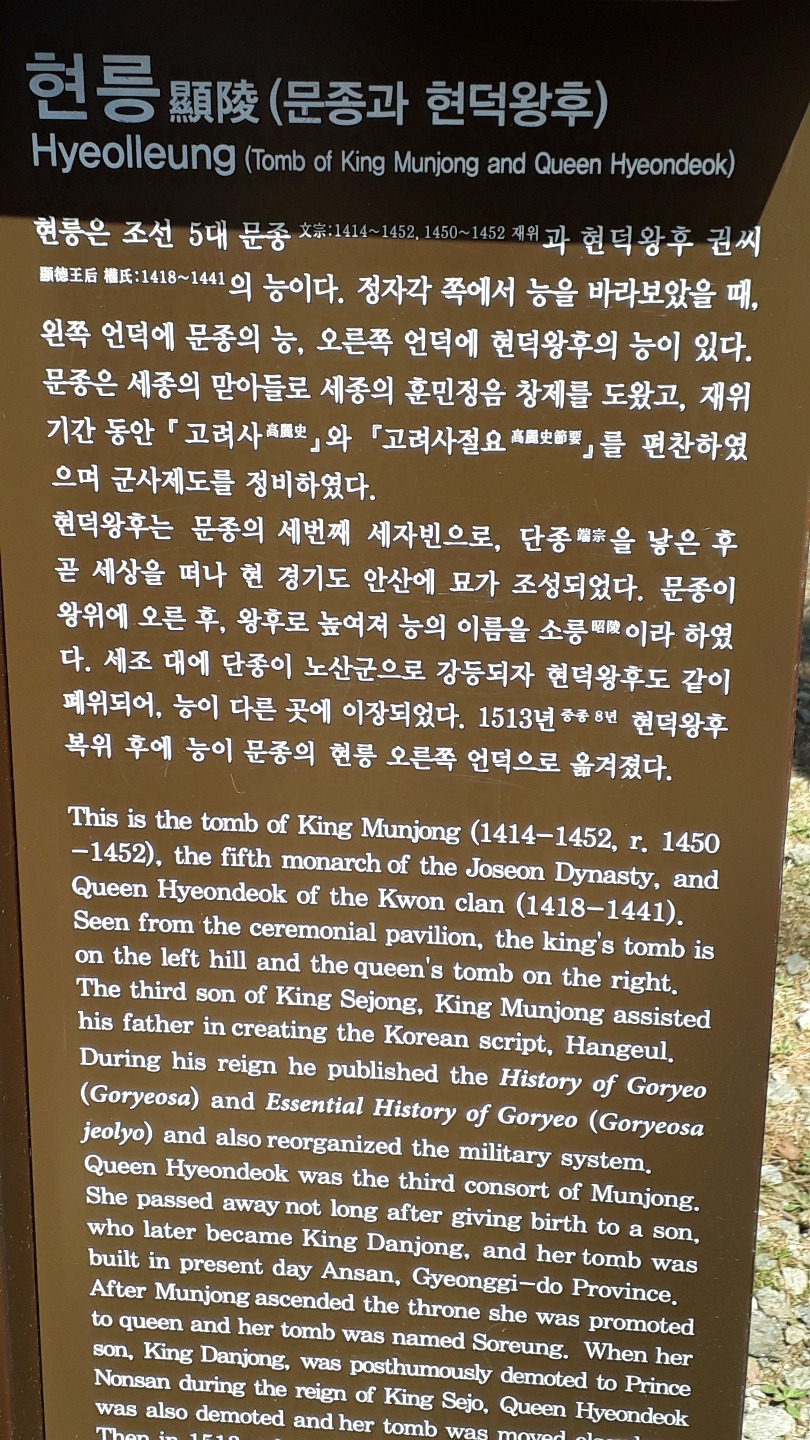 현릉顯陵(문종과 현덕왕후)
Hyeolleung (Tomb of King Munjong and Queen Hyeondeok)
현릉은 조선 5대 문종 文宗:1414~1452, 1450~1452 재위과 현덕왕후 권씨
顯德王后 權氏:1418~1441의 능이다. 정자각 쪽에서 능을 바라보았을 때,
왼쪽 언덕에 문종의 능, 오른쪽 언덕에 현덕왕후의 능이 있다.
문종은 세종의 맏아들로 세종의 훈민정음 창제를 도왔고, 재위
기간 동안 『고려사高麗史』와 『고려사절요高麗史節要』를 편찬하였
으며 군사제도를 정비하였다.
현덕왕후는 문종의 세번째 세자빈으로, 단종端宗을 낳은 후
곧 세상을 떠나 현 경기도 안산에 묘가 조성되었다. 문종이
왕위에 오른 후, 왕후로 높여져 능의 이름을 소릉昭陵이라 하였
다. 세조 대에 단종이 노산군으로 강등되자 현덕왕후도 같이
폐위되어, 능이 다른 곳에 이장되었다. 1513년중종 8년 현덕왕후
복위 후에 능이 문종의 현릉 오른쪽 언덕으로 옮겨졌다.
This is the tomb of King Munjong (1414-1452, r. 1450
-1452), the fifth monarch of the Joseon Dynasty, and
Queen Hyeondeok of the Kwon clan (1418-1441).
Seen from the ceremonial pavilion, the king's tomb is
on the left hill and the queen's tomb on the right.
The third son of King Sejong, King Munjong assisted
his father in creating the Korean script, Hangeul.
During his reign he published the History of Goryeo
(Goryeosa) and Essential History of Goryeo (Goryeosa
jeolyo) and also reorganized the military system.
Queen Hyeondeok was the third consort of Munjong.
She passed away not long after giving birth to a son,
who later became King Danjong, and her tomb was
built in present day Ansan, Gyeonggi-do Province.
After Munjong ascended the throne she was promoted
to queen and her tomb was named Soreung. When her
son, King Danjong, was posthumously demoted to Prince
Nonsan during the reign of King Sejo, Queen Hyeondeok
was also demoted and her tomb was moved
Then in